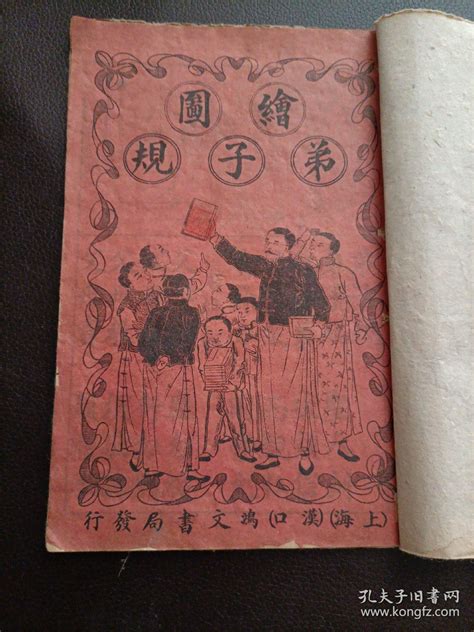 繪圖
弟子規
(上海)(漢口)鴻文書局發行
孔夫子旧书网
www.kongfz.com